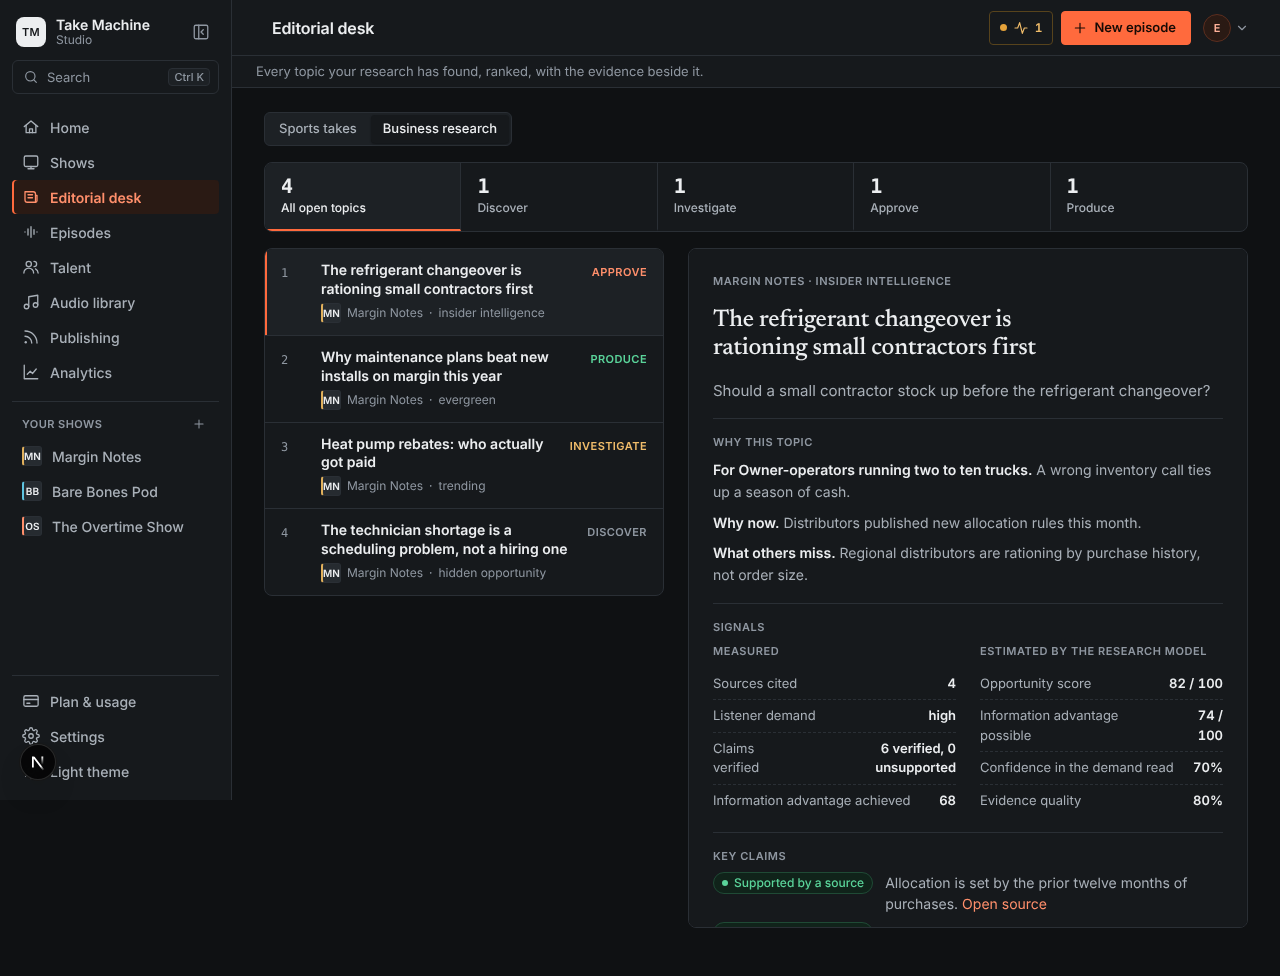 TM
Take Machine
Studio
Search
Ctrl K
Home
Shows
Editorial desk
Episodes
Talent
Audio library
Publishing
Analytics
YOUR SHOWS
MN
Margin Notes
BB
Bare Bones Pod
OS
The Overtime Show
Plan & usage
Settings
N
Light theme
Editorial desk
1
New episode
E
Every topic your research has found, ranked, with the evidence beside it.
Sports takes
Business research
4
All open topics
1
Discover
1
Investigate
1
Approve
1
Produce
1
The refrigerant changeover is
rationing small contractors first
APPROVE
MN Margin Notes · insider intelligence
2
Why maintenance plans beat new
installs on margin this year
PRODUCE
MN Margin Notes · evergreen
3
Heat pump rebates: who actually
got paid
INVESTIGATE
MN Margin Notes · trending
4
The technician shortage is a
scheduling problem, not a hiring one
DISCOVER
MN Margin Notes · hidden opportunity
MARGIN NOTES · INSIDER INTELLIGENCE
The refrigerant changeover is
rationing small contractors first
Should a small contractor stock up before the refrigerant changeover?
WHY THIS TOPIC
For Owner-operators running two to ten trucks. A wrong inventory call ties
up a season of cash.
Why now. Distributors published new allocation rules this month.
What others miss. Regional distributors are rationing by purchase history,
not order size.
SIGNALS
MEASURED
Sources cited 4
Listener demand high
Claims verified 6 verified, 0 unsupported
Information advantage achieved 68
ESTIMATED BY THE RESEARCH MODEL
Opportunity score 82 / 100
Information advantage possible 74 / 100
Confidence in the demand read 70%
Evidence quality 80%
KEY CLAIMS
Supported by a source
Allocation is set by the prior twelve months of
purchases. Open source